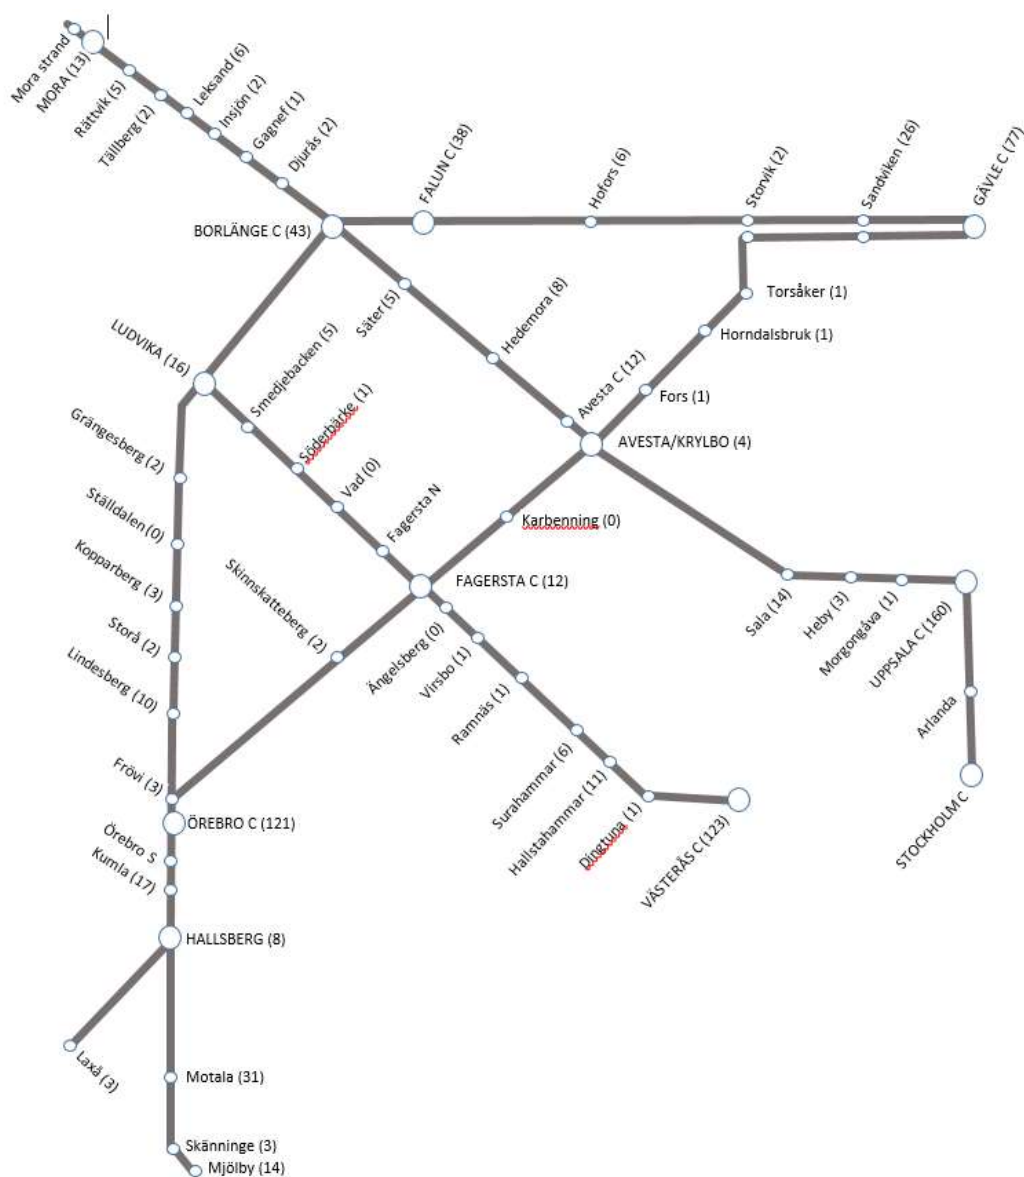 Mora strand
MORA (13)
Rättvik (5)
Tällberg (2)
Leksand (6)
Insjön (2)
Gagnef (1)
Djurås (2)
BORLÄNGE C (43)
FALUN C (38)
Hofors (6)
Storvik (2)
Sandviken (26)
GÄVLE C (77)
Torsåker (1)
Horndalsbruk (1)
Fors (1)
Säter (5)
Hedemora (8)
Avesta C (12)
AVESTA/KRYLBO (4)
LUDVIKA (16)
Smedjebacken (5)
Söderbärke (1)
Vad (0)
Fagersta N
Karbenning (0)
FAGERSTA C (12)
Grängesberg (2)
Ställdalen (0)
Kopparberg (3)
Storå (2)
Lindesberg (10)
Frövi (3)
Skinnskatteberg (2)
Ängelsberg (0)
Virsbo (1)
Ramnäs (1)
Surahammar (6)
Hallstahammar (11)
Dingtuna (1)
VÄSTERÅS C (123)
Sala (14)
Heby (3)
Morgongåva (1)
UPPSALA C (160)
Arlanda
STOCKHOLM C
ÖREBRO C (121)
Örebro S
Kumla (17)
HALLSBERG (8)
Laxå (3)
Motala (31)
Skänninge (3)
Mjölby (14)